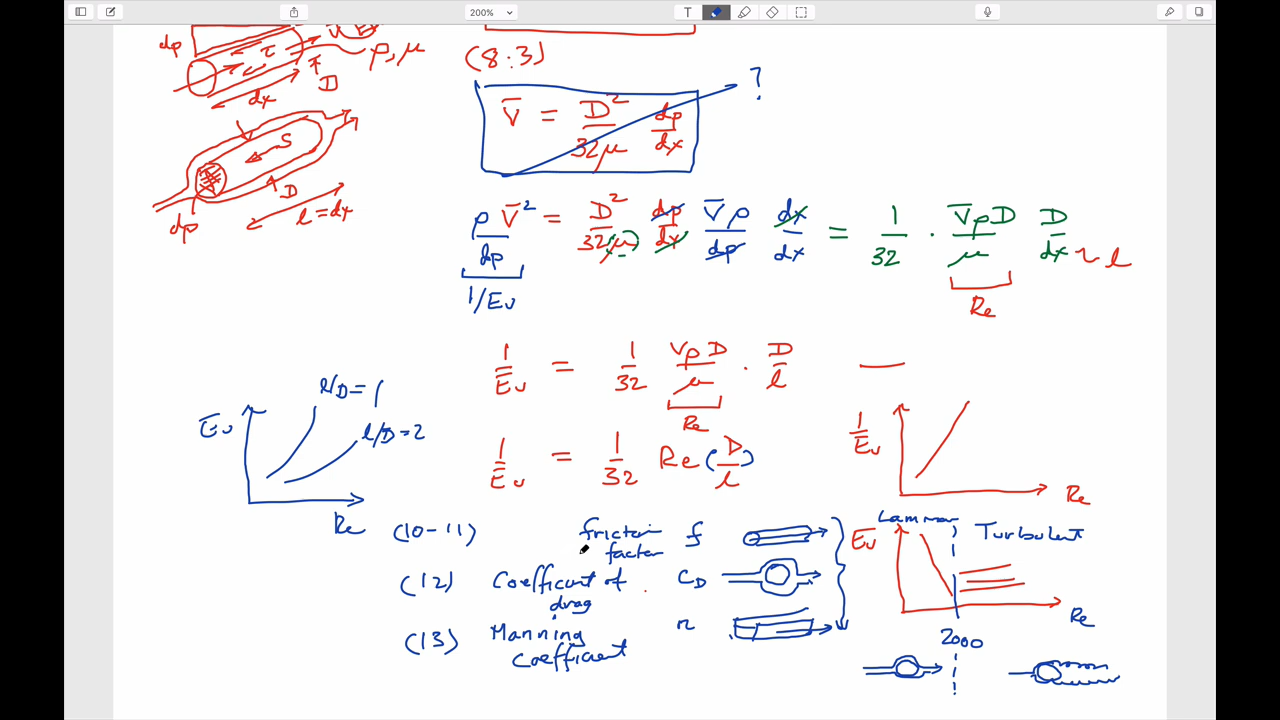 200%
T
dp
τ
V
ρ, μ
D
dx
S
D
l = dx
dp
(8:3)
V̄ = D²/32μ dp/dx
?
ρV̄²/dp = D²/32μ dp/dx V̄ρ/dp dx/dx = 1/32 · V̄ρD/μ D/dx ~ l
1/Eu
Re
1/Eu = 1/32 VρD/μ · D/l
Re
1/Eu = 1/32 Re (D/l)
Eu
l/D = 1
l/D = 2
Re
1/Eu
Re
(10-11) friction factor f
(12) Coefficient of drag CD
(13) Manning Coefficient n
Laminar
Turbulent
Eu
Re
2000